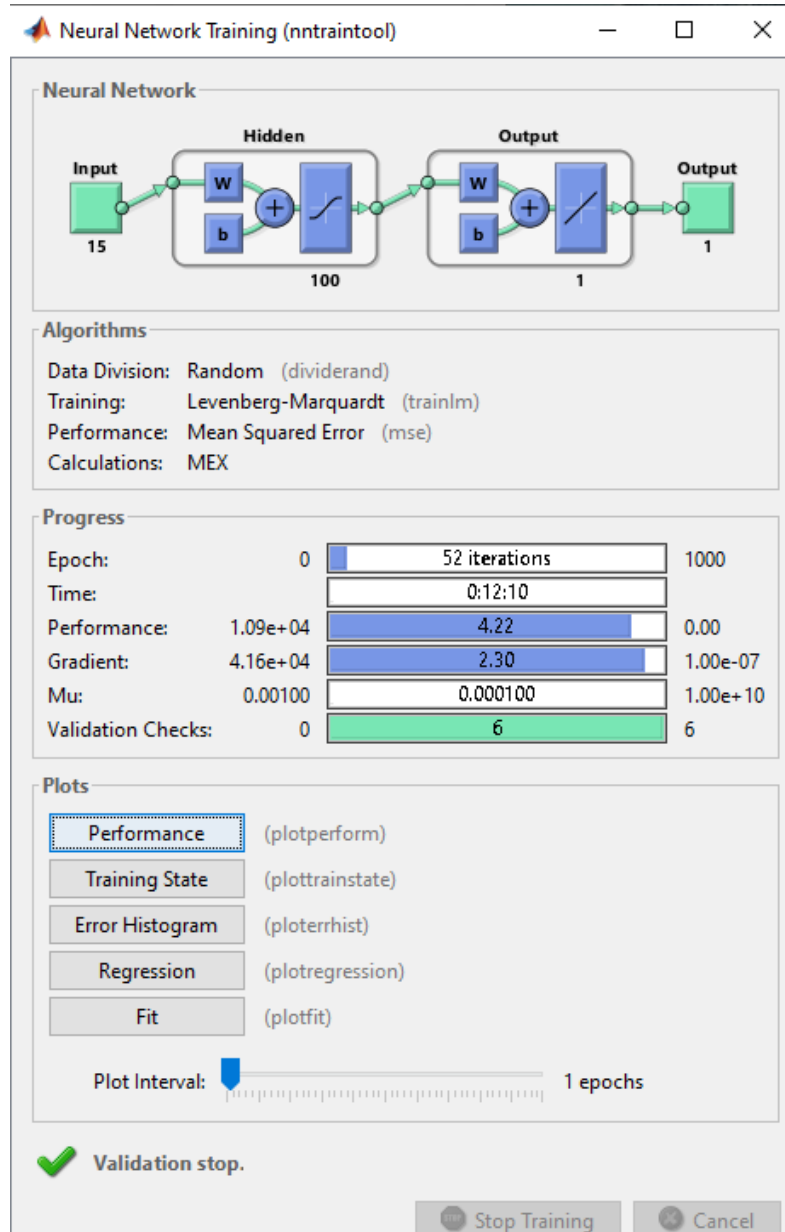 Neural Network Training (nntraintool)
Neural Network
Hidden
Output
Input
Output
W
b
W
b
15
100
1
1
Algorithms
Data Division: Random (dividerand)
Training: Levenberg-Marquardt (trainlm)
Performance: Mean Squared Error (mse)
Calculations: MEX
Progress
Epoch: 0 52 iterations 1000
Time: 0:12:10
Performance: 1.09e+04 4.22 0.00
Gradient: 4.16e+04 2.30 1.00e-07
Mu: 0.00100 0.000100 1.00e+10
Validation Checks: 0 6 6
Plots
Performance (plotperform)
Training State (plottrainstate)
Error Histogram (ploterrhist)
Regression (plotregression)
Fit (plotfit)
Plot Interval: 1 epochs
Validation stop.
Stop Training Cancel